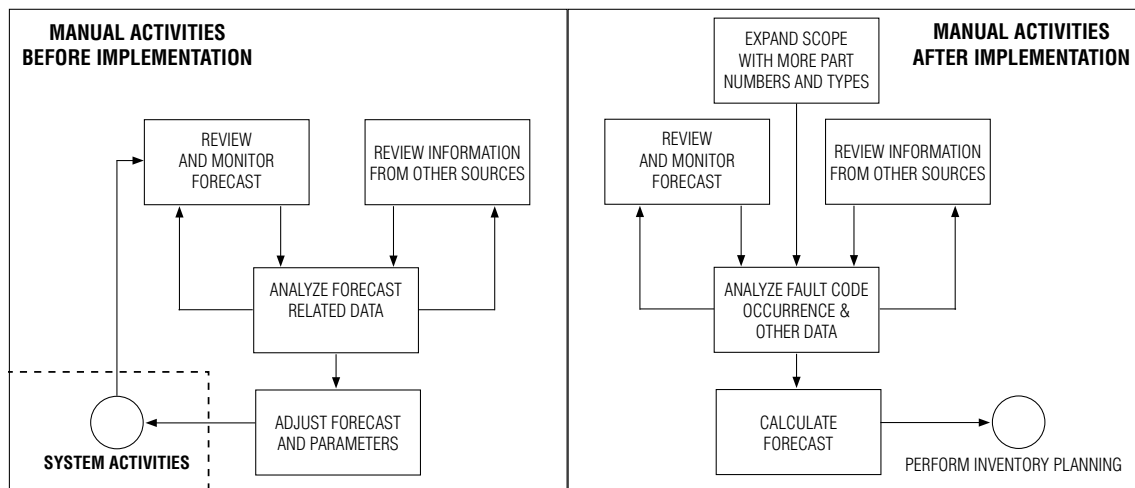 MANUAL ACTIVITIES
BEFORE IMPLEMENTATION
REVIEW
AND MONITOR
FORECAST
REVIEW INFORMATION
FROM OTHER SOURCES
ANALYZE FORECAST
RELATED DATA
ADJUST FORECAST
AND PARAMETERS
SYSTEM ACTIVITIES
MANUAL ACTIVITIES
AFTER IMPLEMENTATION
EXPAND SCOPE
WITH MORE PART
NUMBERS AND TYPES
REVIEW
AND MONITOR
FORECAST
REVIEW INFORMATION
FROM OTHER SOURCES
ANALYZE FAULT CODE
OCCURRENCE &
OTHER DATA
CALCULATE
FORECAST
PERFORM INVENTORY PLANNING